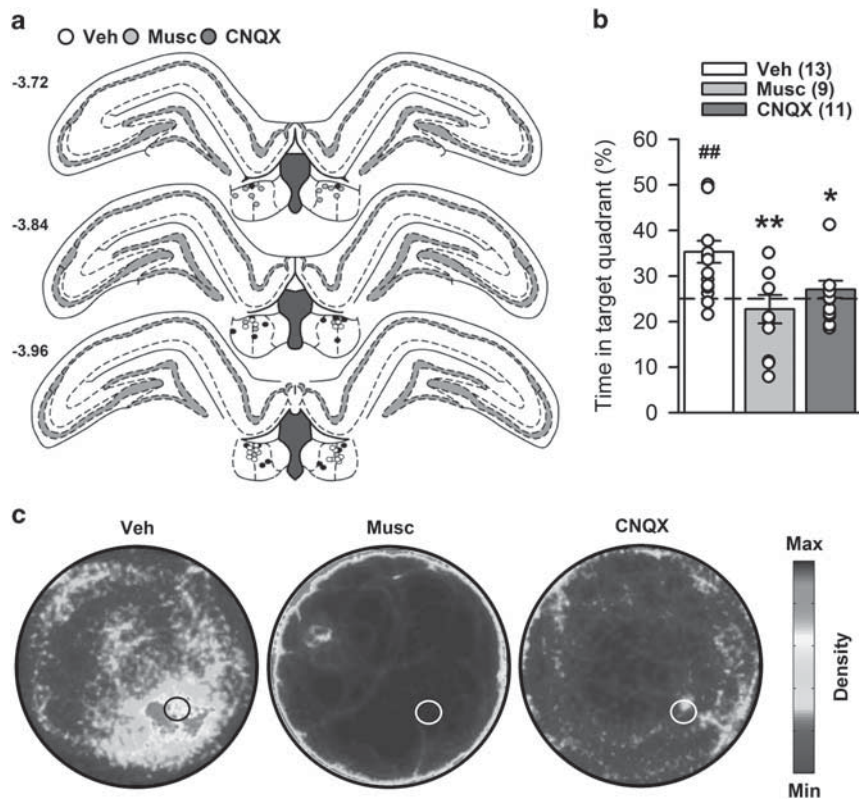 a
Veh Musc CNQX
-3.72
-3.84
-3.96
b
Veh (13)
Musc (9)
CNQX (11)
Time in target quadrant (%)
60
50
40
30
20
10
0
##
**
*
c
Veh
Musc
CNQX
Max
Density
Min